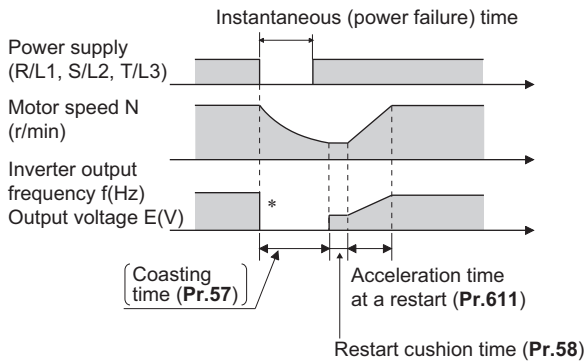 Instantaneous (power failure) time
Power supply
(R/L1, S/L2, T/L3)
Motor speed N
(r/min)
Inverter output
frequency f(Hz)
Output voltage E(V)
*
Coasting
time (Pr.57)
Acceleration time
at a restart (Pr.611)
Restart cushion time (Pr.58)